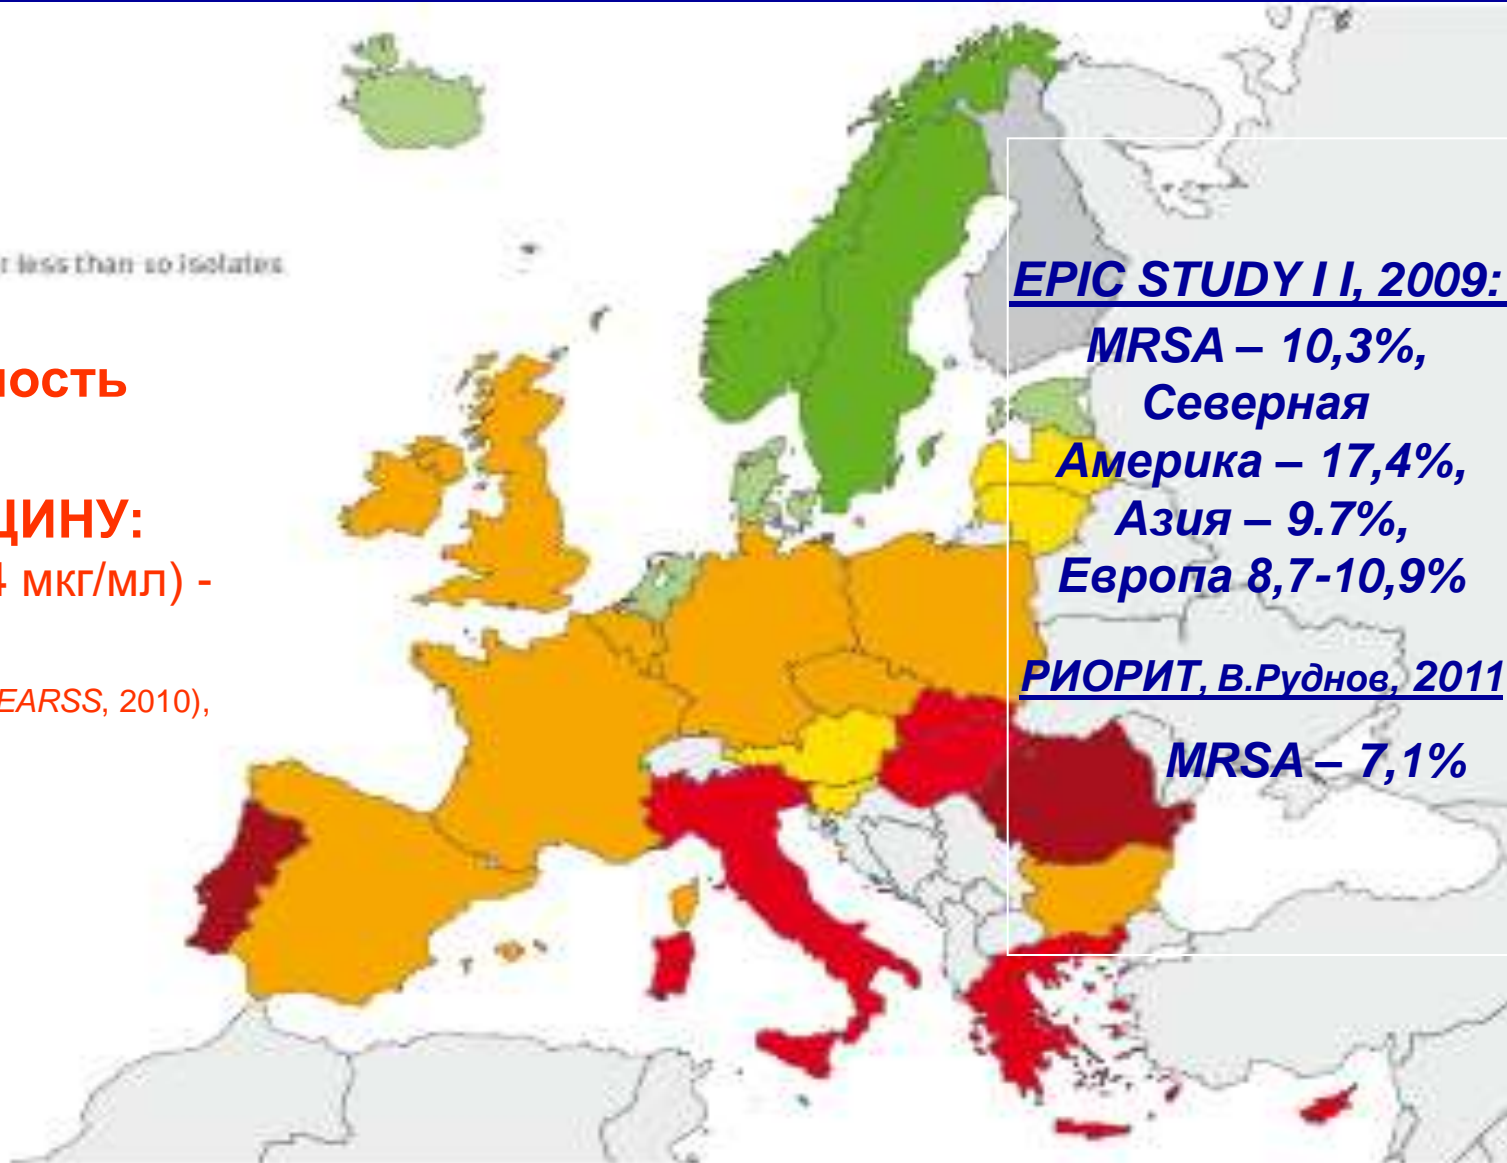 r less than 10 isolates
ность
ЦИНУ:
4 мкг/мл) -
EARSS, 2010),
EPIC STUDY I I, 2009:
MRSA – 10,3%,
Северная
Америка – 17,4%,
Азия – 9.7%,
Европа 8,7-10,9%
РИОРИТ, В.Руднов, 2011
MRSA – 7,1%